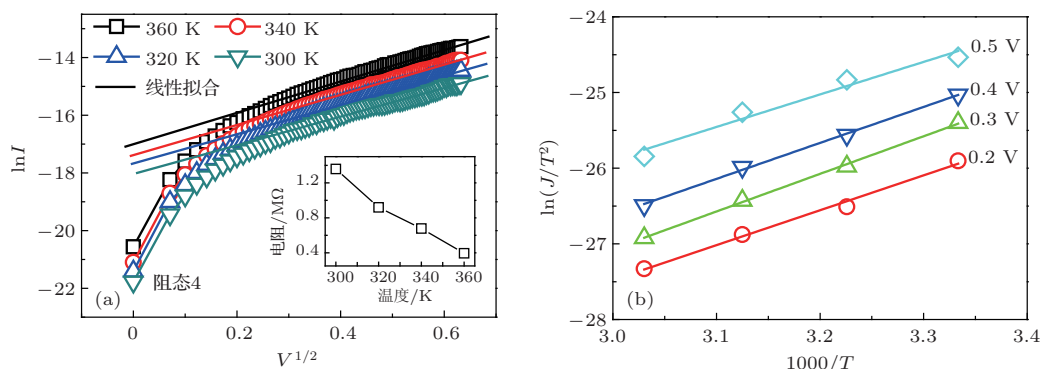 360 K 340 K
320 K 300 K
线性拟合
lnI
-14
-16
-18
-20
-22
0 0.2 0.4 0.6 0.8
V^{1/2}
(a)
阻态4
电阻/MΩ
1.2
0.8
0.4
300 320 340 360
温度/K
ln(J/T²)
-24
-25
-26
-27
-28
3.0 3.1 3.2 3.3 3.4
1000/T
(b)
0.5 V
0.4 V
0.3 V
0.2 V